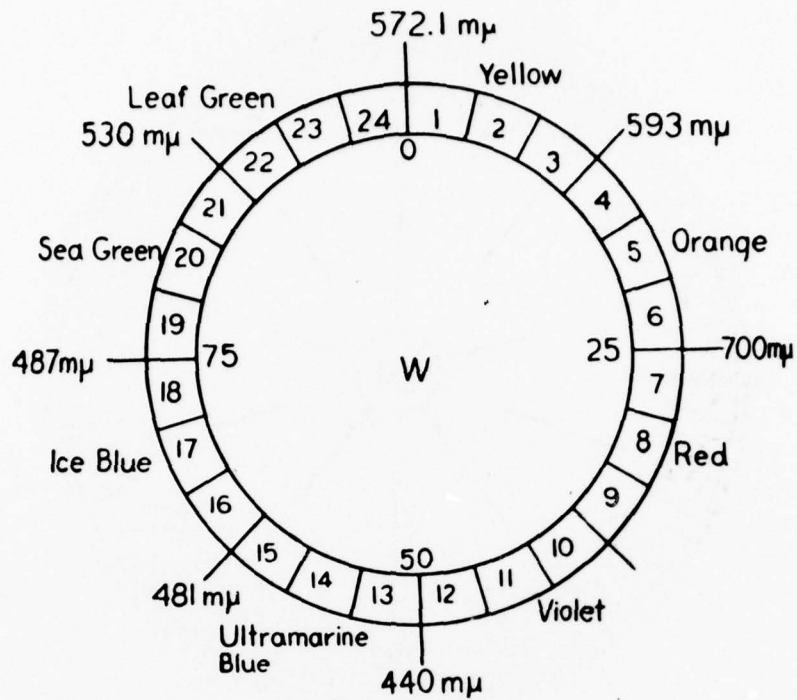 572.1 mµ
Yellow
Leaf Green
530 mµ
593 mµ
23
24
1
2
22
0
3
21
4
Sea Green
20
5
Orange
19
6
487mµ
75
W
25
700mµ
18
7
Ice Blue
17
8
Red
16
9
15
50
10
14
13
12
11
481 mµ
Violet
Ultramarine
Blue
440 mµ